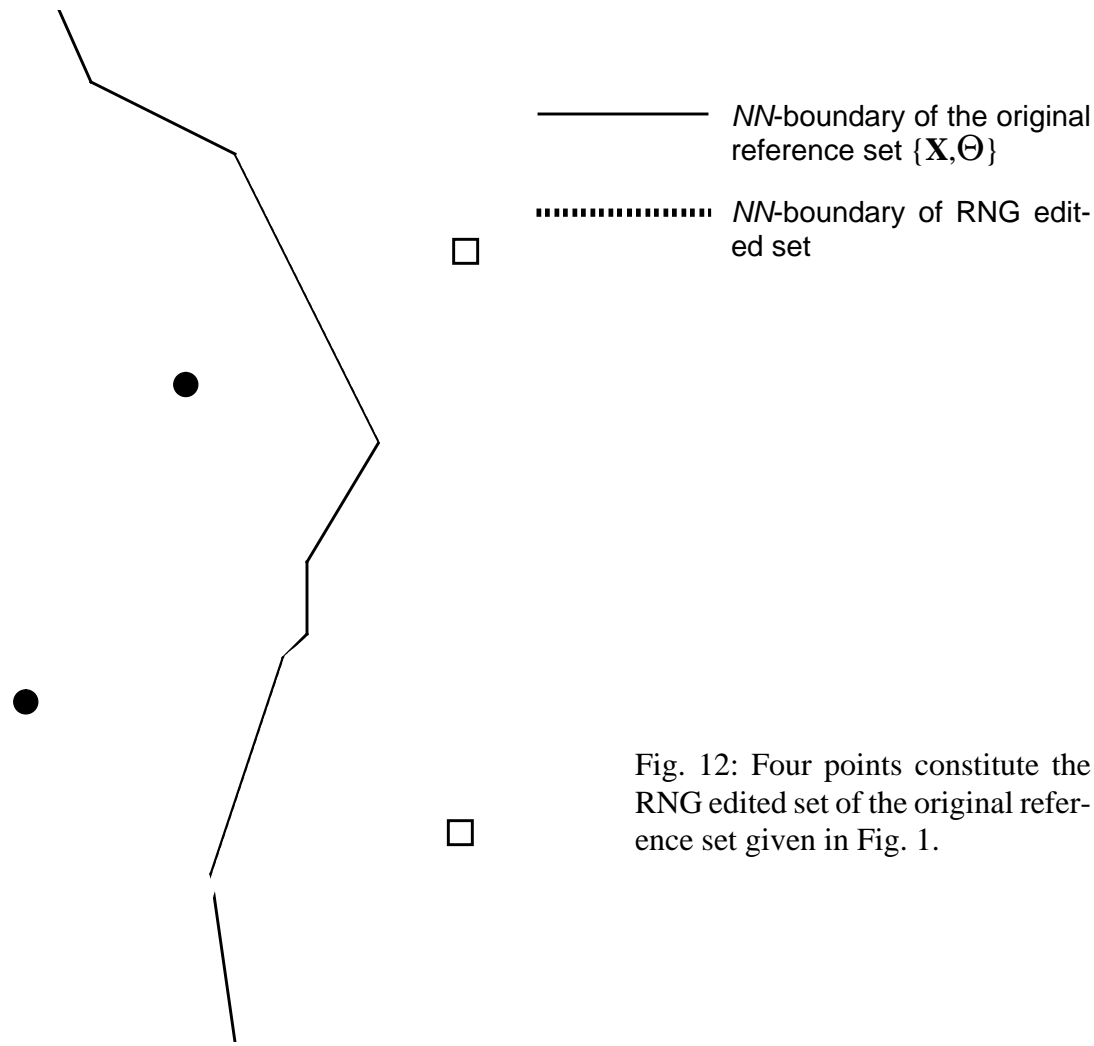 NN-boundary of the original
reference set {X,Θ}
NN-boundary of RNG edit-
ed set
Fig. 12: Four points constitute the
RNG edited set of the original refer-
ence set given in Fig. 1.